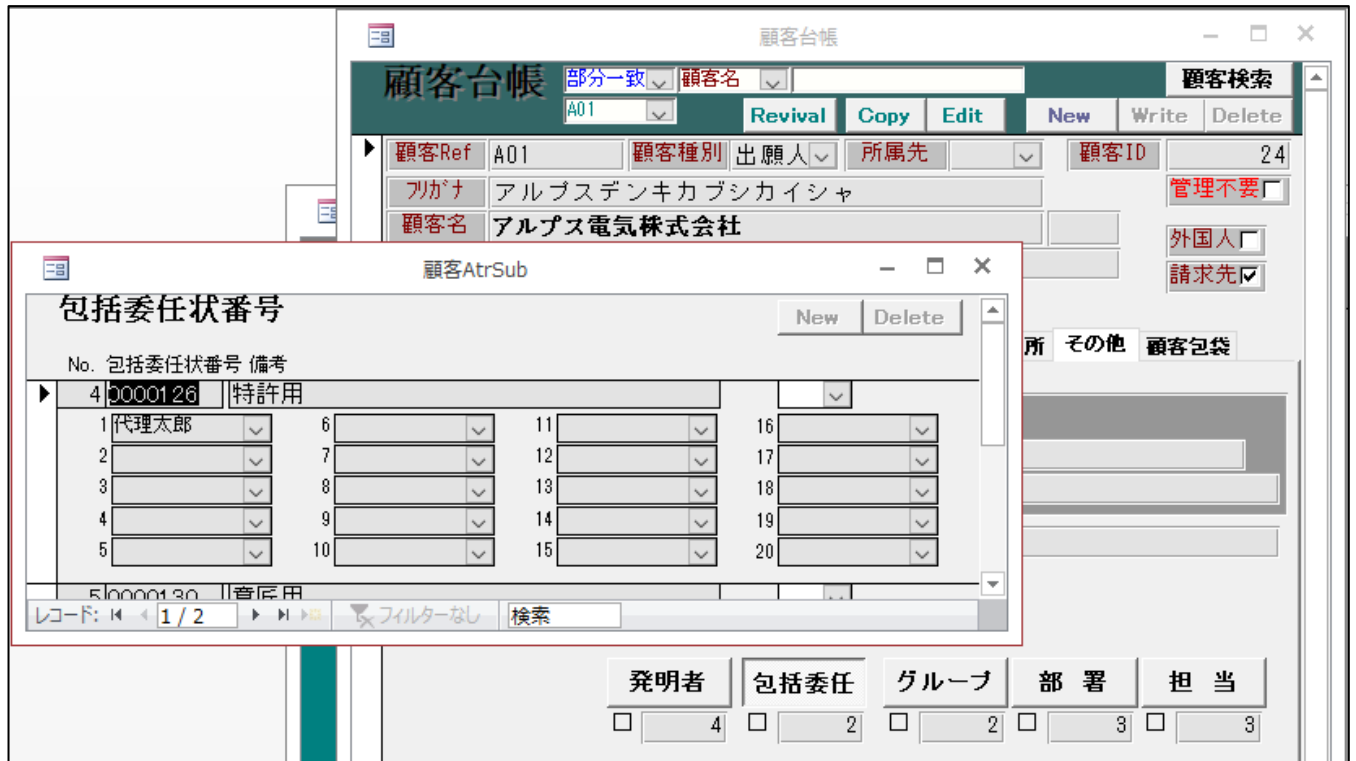 顧客台帳
顧客台帳 部分一致 顧客名 顧客検索
A01 Revival Copy Edit New Write Delete
顧客Ref A01 顧客種別 出願人 所属先 顧客ID 24
フリガナ アルプスデンキカブシカイシャ 管理不要
顧客名 アルプス電気株式会社
外国人
請求先
所 その他 顧客包袋
顧客AtrSub
包括委任状番号 New Delete
No. 包括委任状番号 備考
4 0000126 特許用
1 代理太郎 6 11 16
2 7 12 17
3 8 13 18
4 9 14 19
5 10 15 20
5 0000130 意匠用
レコード: 1 / 2 フィルターなし 検索
発明者 包括委任 グループ 部 署 担 当
4 2 2 3 3